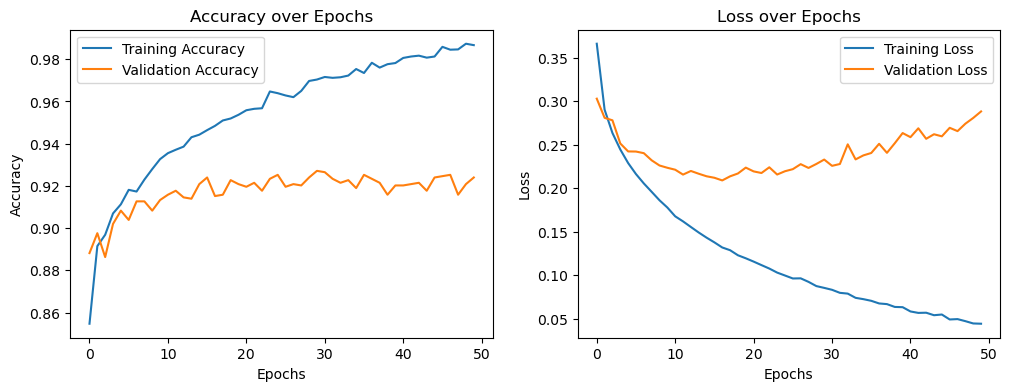 Accuracy over Epochs
Training Accuracy
Validation Accuracy
Accuracy
0.98
0.96
0.94
0.92
0.90
0.88
0.86
0
10
20
30
40
50
Epochs
Loss over Epochs
Training Loss
Validation Loss
Loss
0.35
0.30
0.25
0.20
0.15
0.10
0.05
0
10
20
30
40
50
Epochs